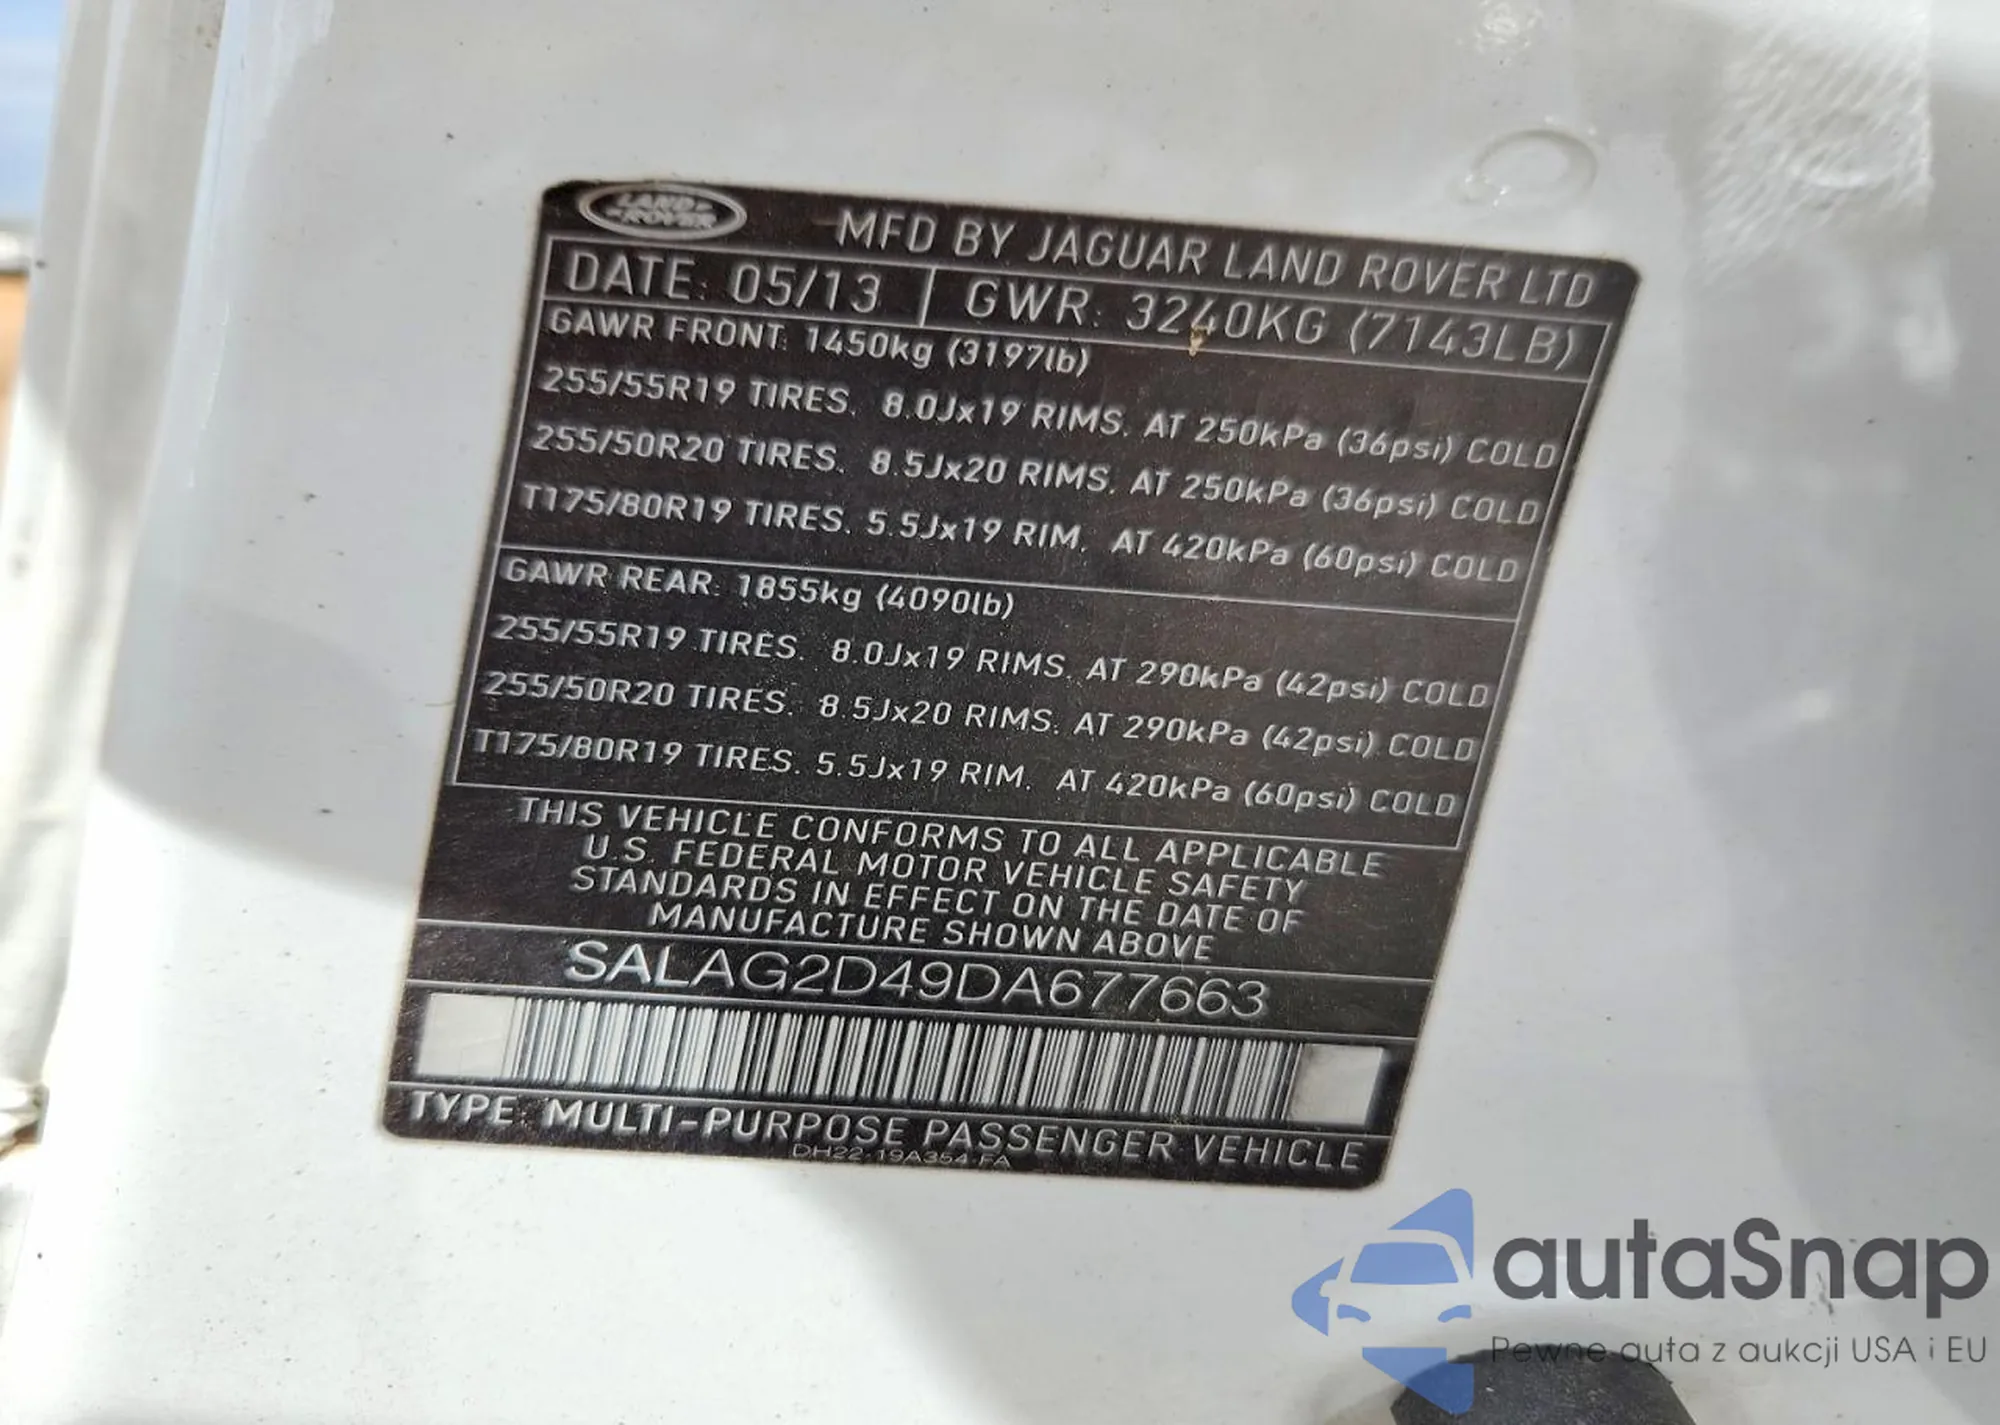 LAND ROVER
MFD BY JAGUAR LAND ROVER LTD
DATE: 05/13 GWR: 3240KG (7143LB)
GAWR FRONT: 1450kg (3197lb)
255/55R19 TIRES. 8.0Jx19 RIMS. AT 250kPa (36psi) COLD
255/50R20 TIRES. 8.5Jx20 RIMS. AT 250kPa (36psi) COLD
T175/80R19 TIRES. 5.5Jx19 RIM. AT 420kPa (60psi) COLD
GAWR REAR: 1855kg (4090lb)
255/55R19 TIRES. 8.0Jx19 RIMS. AT 290kPa (42psi) COLD
255/50R20 TIRES. 8.5Jx20 RIMS. AT 290kPa (42psi) COLD
T175/80R19 TIRES. 5.5Jx19 RIM. AT 420kPa (60psi) COLD
THIS VEHICLE CONFORMS TO ALL APPLICABLE
U.S. FEDERAL MOTOR VEHICLE SAFETY
STANDARDS IN EFFECT ON THE DATE OF
MANUFACTURE SHOWN ABOVE
SALAG2D49DA677663
TYPE: MULTI-PURPOSE PASSENGER VEHICLE
DH22-19A354-FA
autaSnap
Pewne auta z aukcji USA i EU